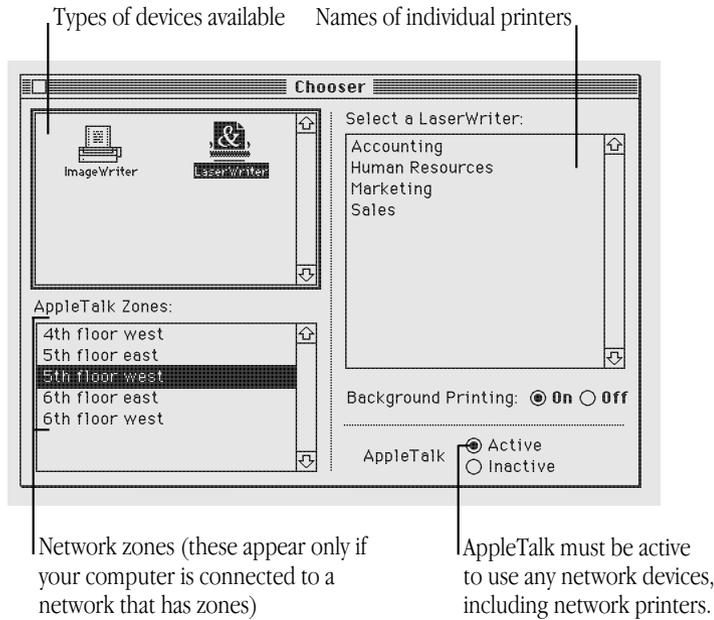 Types of devices available
Names of individual printers
Chooser
ImageWriter
LaserWriter
Select a LaserWriter:
Accounting
Human Resources
Marketing
Sales
AppleTalk Zones:
4th floor west
5th floor east
5th floor west
6th floor east
6th floor west
Background Printing: On Off
AppleTalk
Active
Inactive
Network zones (these appear only if
your computer is connected to a
network that has zones)
AppleTalk must be active
to use any network devices,
including network printers.